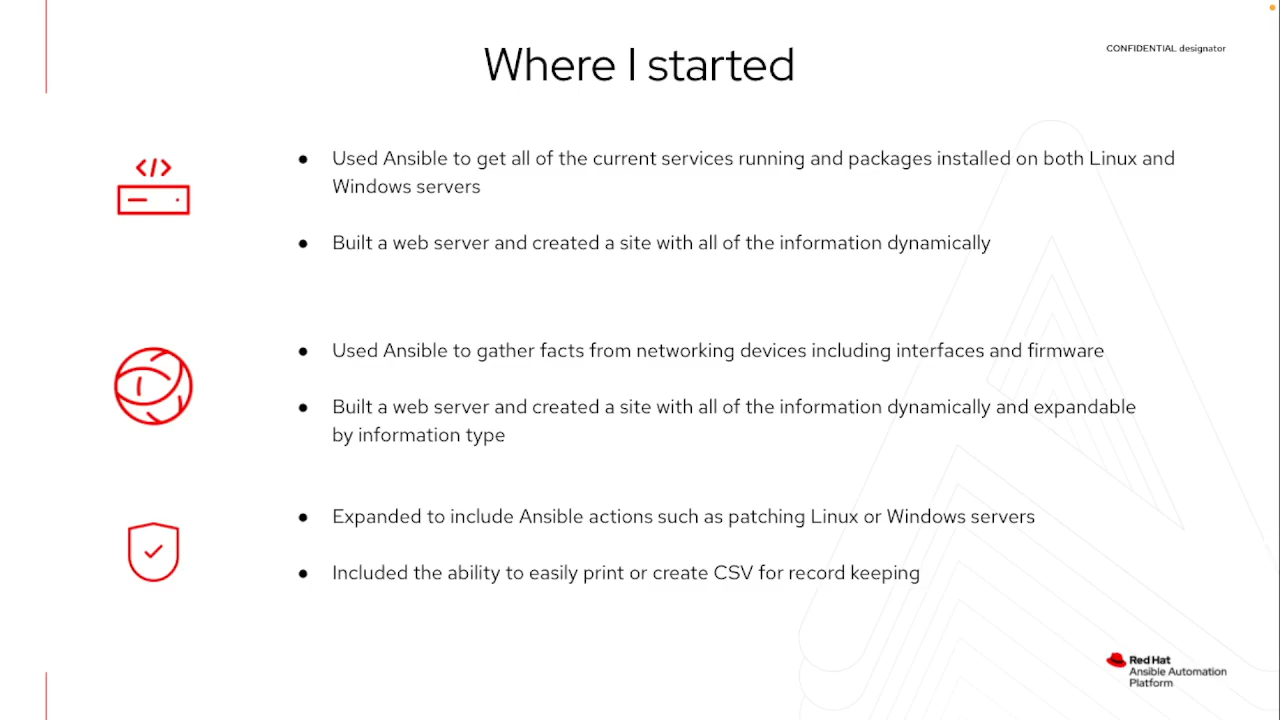 CONFIDENTIAL designator
Where I started
</>
● Used Ansible to get all of the current services running and packages installed on both Linux and
Windows servers
● Built a web server and created a site with all of the information dynamically
● Used Ansible to gather facts from networking devices including interfaces and firmware
● Built a web server and created a site with all of the information dynamically and expandable
by information type
● Expanded to include Ansible actions such as patching Linux or Windows servers
● Included the ability to easily print or create CSV for record keeping
Red Hat
Ansible Automation
Platform